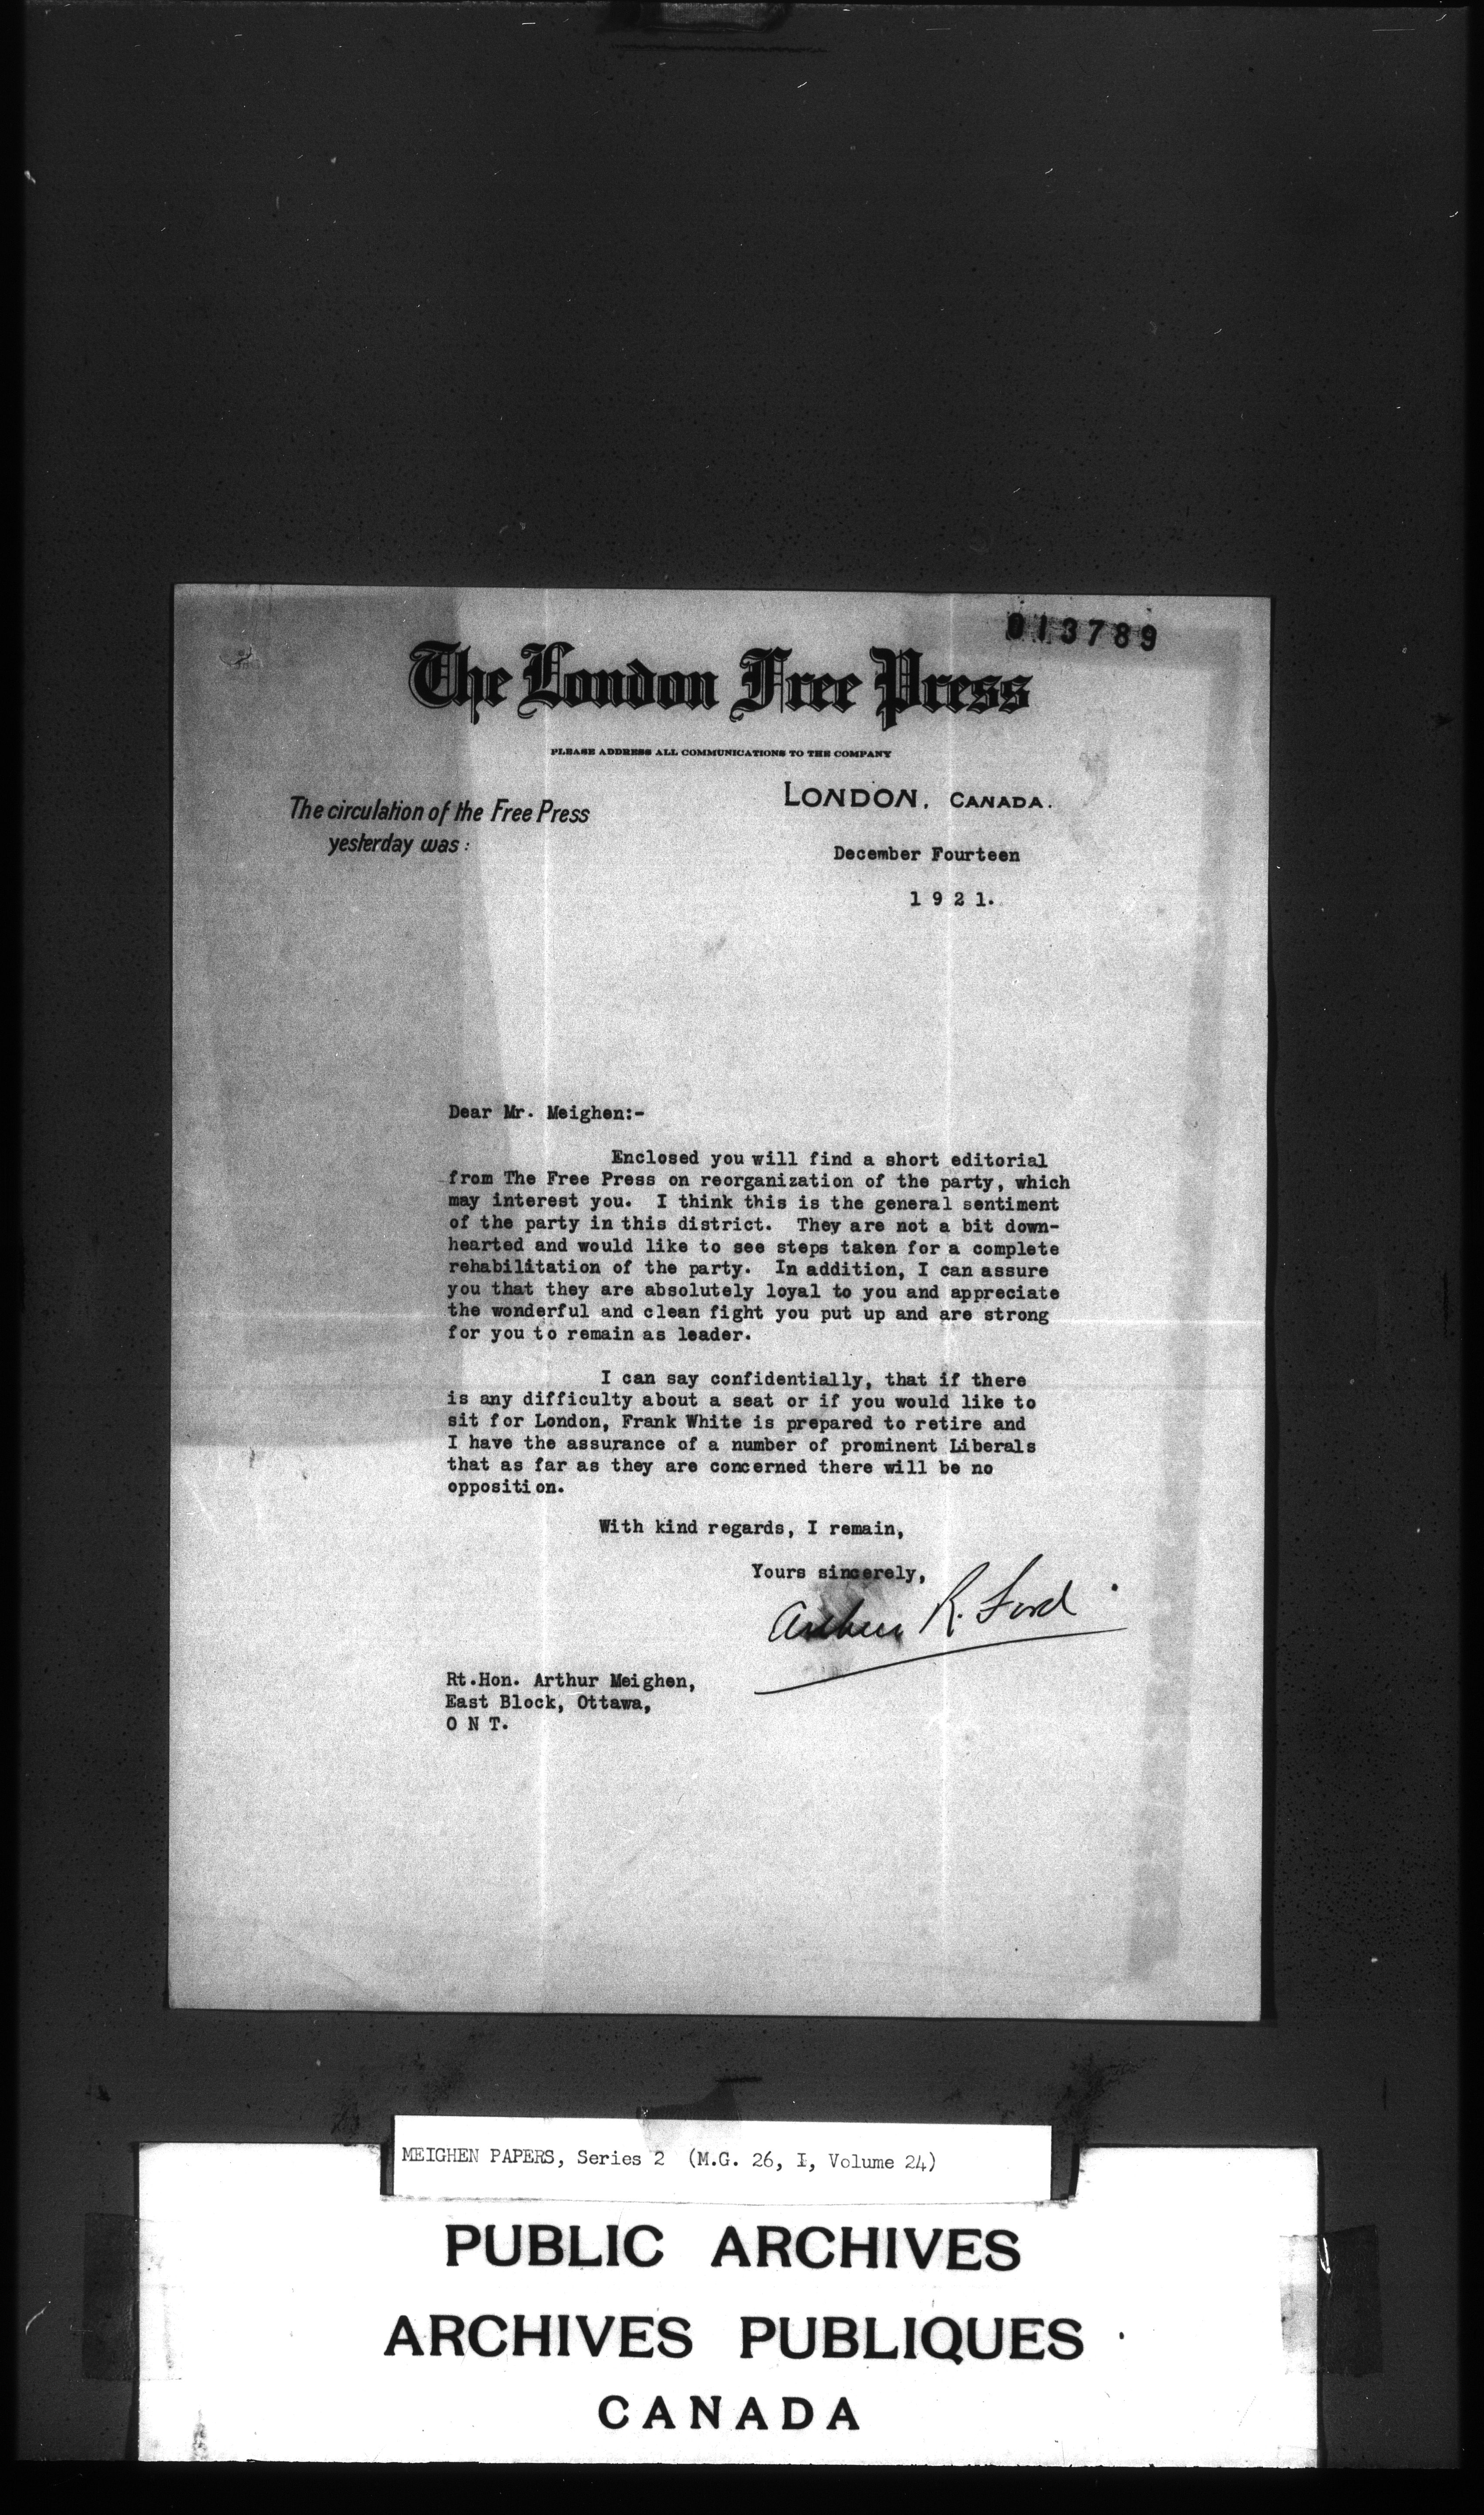 013789
The London Free Press
PLEASE ADDRESS ALL COMMUNICATIONS TO THE COMPANY
The circulation of the Free Press
yesterday was:
LONDON, CANADA.
December Fourteen
1 9 2 1.
Dear Mr. Meighen:-
Enclosed you will find a short editorial
from The Free Press on reorganization of the party, which
may interest you. I think this is the general sentiment
of the party in this district. They are not a bit down-
hearted and would like to see steps taken for a complete
rehabilitation of the party. In addition, I can assure
you that they are absolutely loyal to you and appreciate
the wonderful and clean fight you put up and are strong
for you to remain as leader.
I can say confidentially, that if there
is any difficulty about a seat or if you would like to
sit for London, Frank White is prepared to retire and
I have the assurance of a number of prominent Liberals
that as far as they are concerned there will be no
opposition.
With kind regards, I remain,
Yours sincerely,
Arthur R. Ford
Rt.Hon. Arthur Meighen,
East Block, Ottawa,
O N T.
MEIGHEN PAPERS, Series 2 (M.G. 26, I, Volume 24)
PUBLIC ARCHIVES
ARCHIVES PUBLIQUES
CANADA